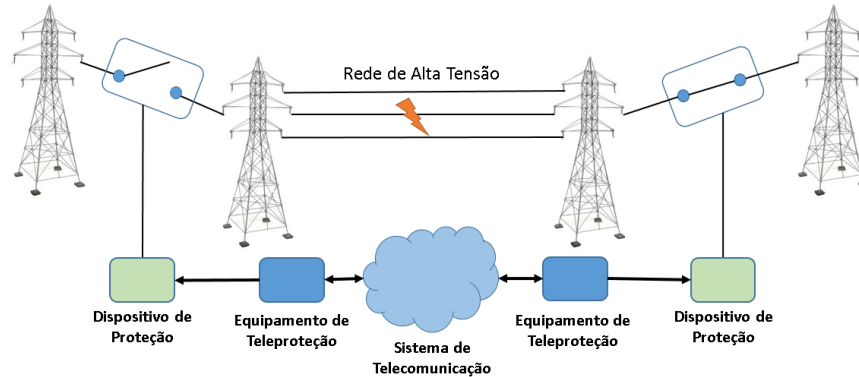 Rede de Alta Tensão
Dispositivo de
Proteção
Equipamento de
Teleproteção
Sistema de
Telecomunicação
Equipamento de
Teleproteção
Dispositivo de
Proteção